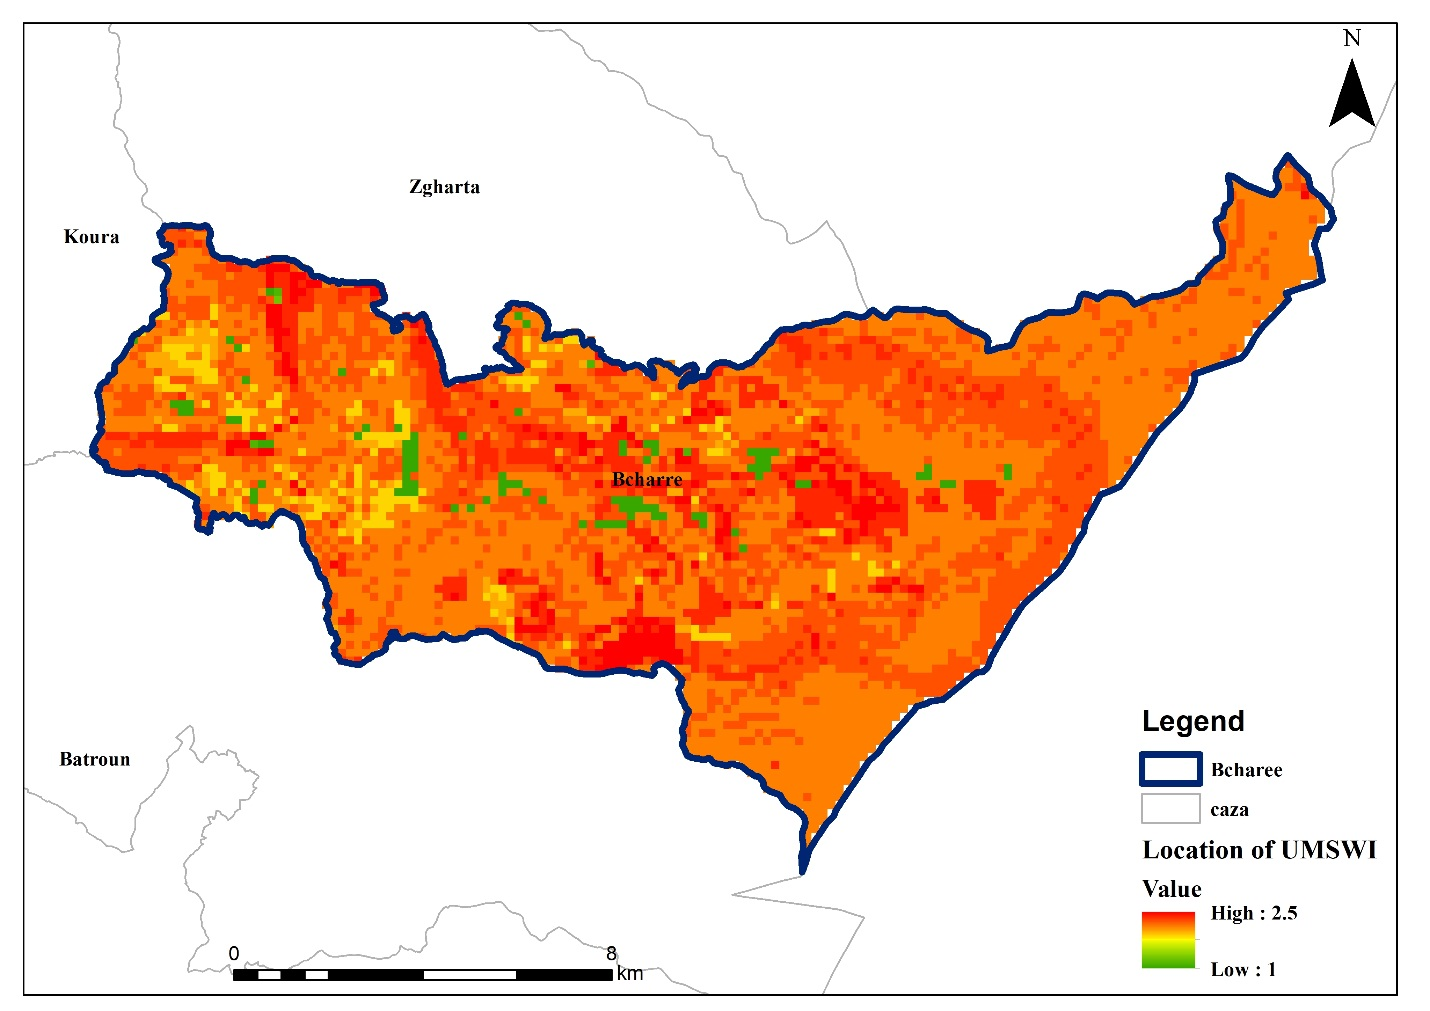 N
Zgharta
Koura
Bcharre
Batroun
Legend
Bcharee
caza
Location of UMSWI
Value
High : 2.5
Low : 1
0 8
km